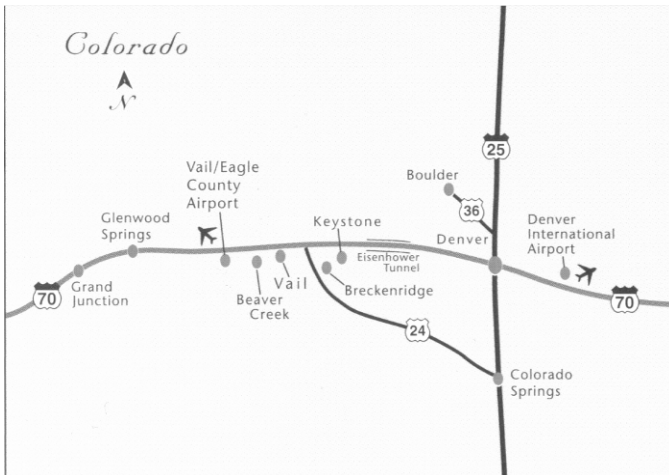 Colorado
N
25
Vail/Eagle
County
Airport
Boulder
36
Glenwood
Springs
Keystone
Denver
Denver
International
Airport
Eisenhower
Tunnel
70
Grand
Junction
Beaver
Creek
Vail
Breckenridge
70
24
Colorado
Springs